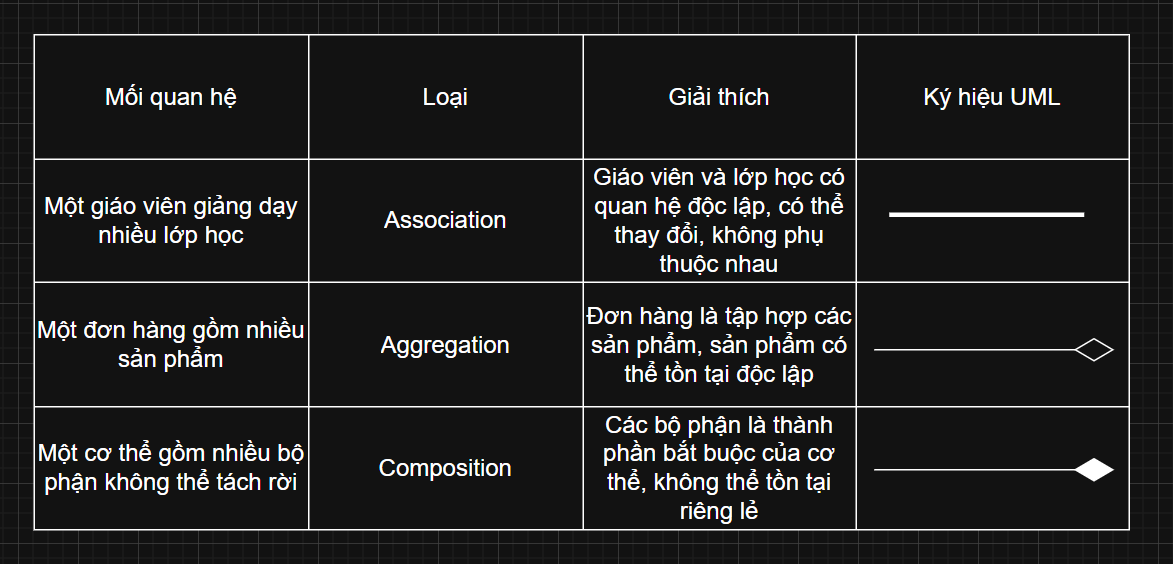 Mối quan hệ
Loại
Giải thích
Ký hiệu UML
Một giáo viên giảng dạy
nhiều lớp học
Association
Giáo viên và lớp học có
quan hệ độc lập, có thể
thay đổi, không phụ
thuộc nhau
Một đơn hàng gồm nhiều
sản phẩm
Aggregation
Đơn hàng là tập hợp các
sản phẩm, sản phẩm có
thể tồn tại độc lập
Một cơ thể gồm nhiều bộ
phận không thể tách rời
Composition
Các bộ phận là thành
phần bắt buộc của cơ
thể, không thể tồn tại
riêng lẻ